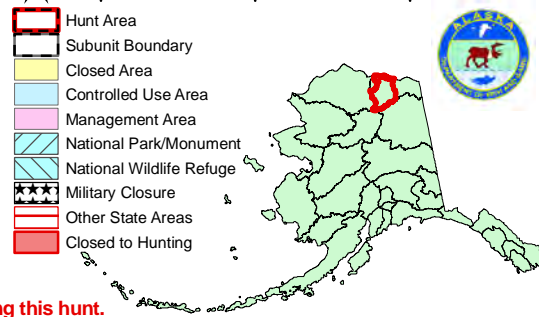 Hunt Area
Subunit Boundary
Closed Area
Controlled Use Area
Management Area
National Park/Monument
National Wildlife Refuge
Military Closure
Other State Areas
Closed to Hunting
ALASKA
ng this hunt.